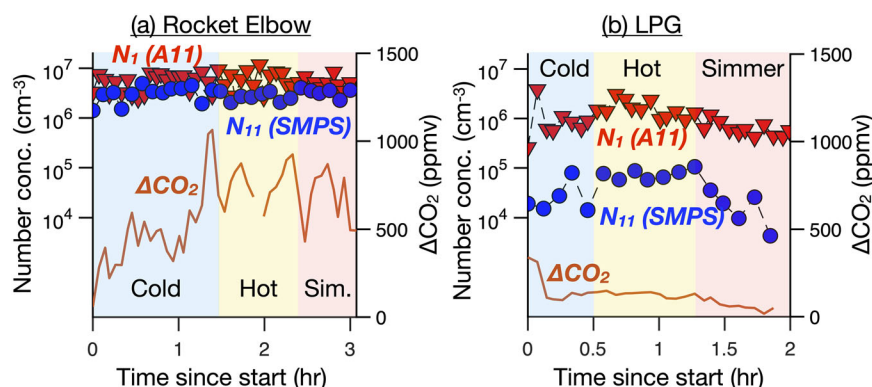 (a) Rocket Elbow
(b) LPG
Number conc. (cm⁻³)
10⁷
10⁶
10⁵
10⁴
N₁ (A11)
N₁₁ (SMPS)
ΔCO₂
Cold
Hot
Sim.
0
1
2
3
Time since start (hr)
1500
1000
500
0
ΔCO₂ (ppmv)
Number conc. (cm⁻³)
10⁷
10⁶
10⁵
10⁴
Cold
Hot
Simmer
N₁ (A11)
N₁₁ (SMPS)
ΔCO₂
0
0.5
1
1.5
2
Time since start (hr)
1500
1000
500
0
ΔCO₂ (ppmv)